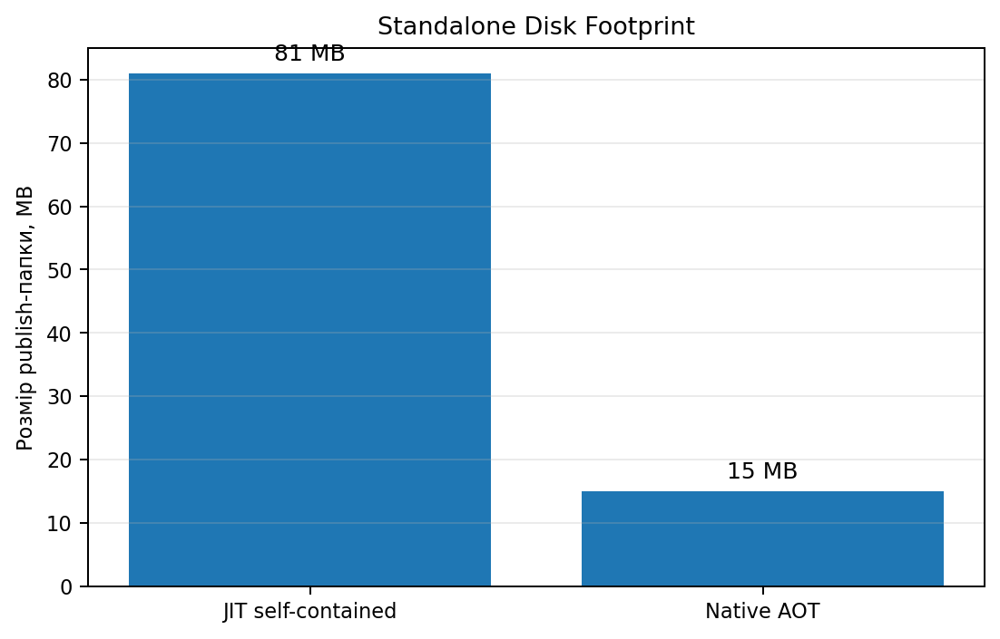 Standalone Disk Footprint
81 MB
80
70
60
50
40
30
20
10
0
15 MB
Розмір publish-папки, MB
JIT self-contained
Native AOT